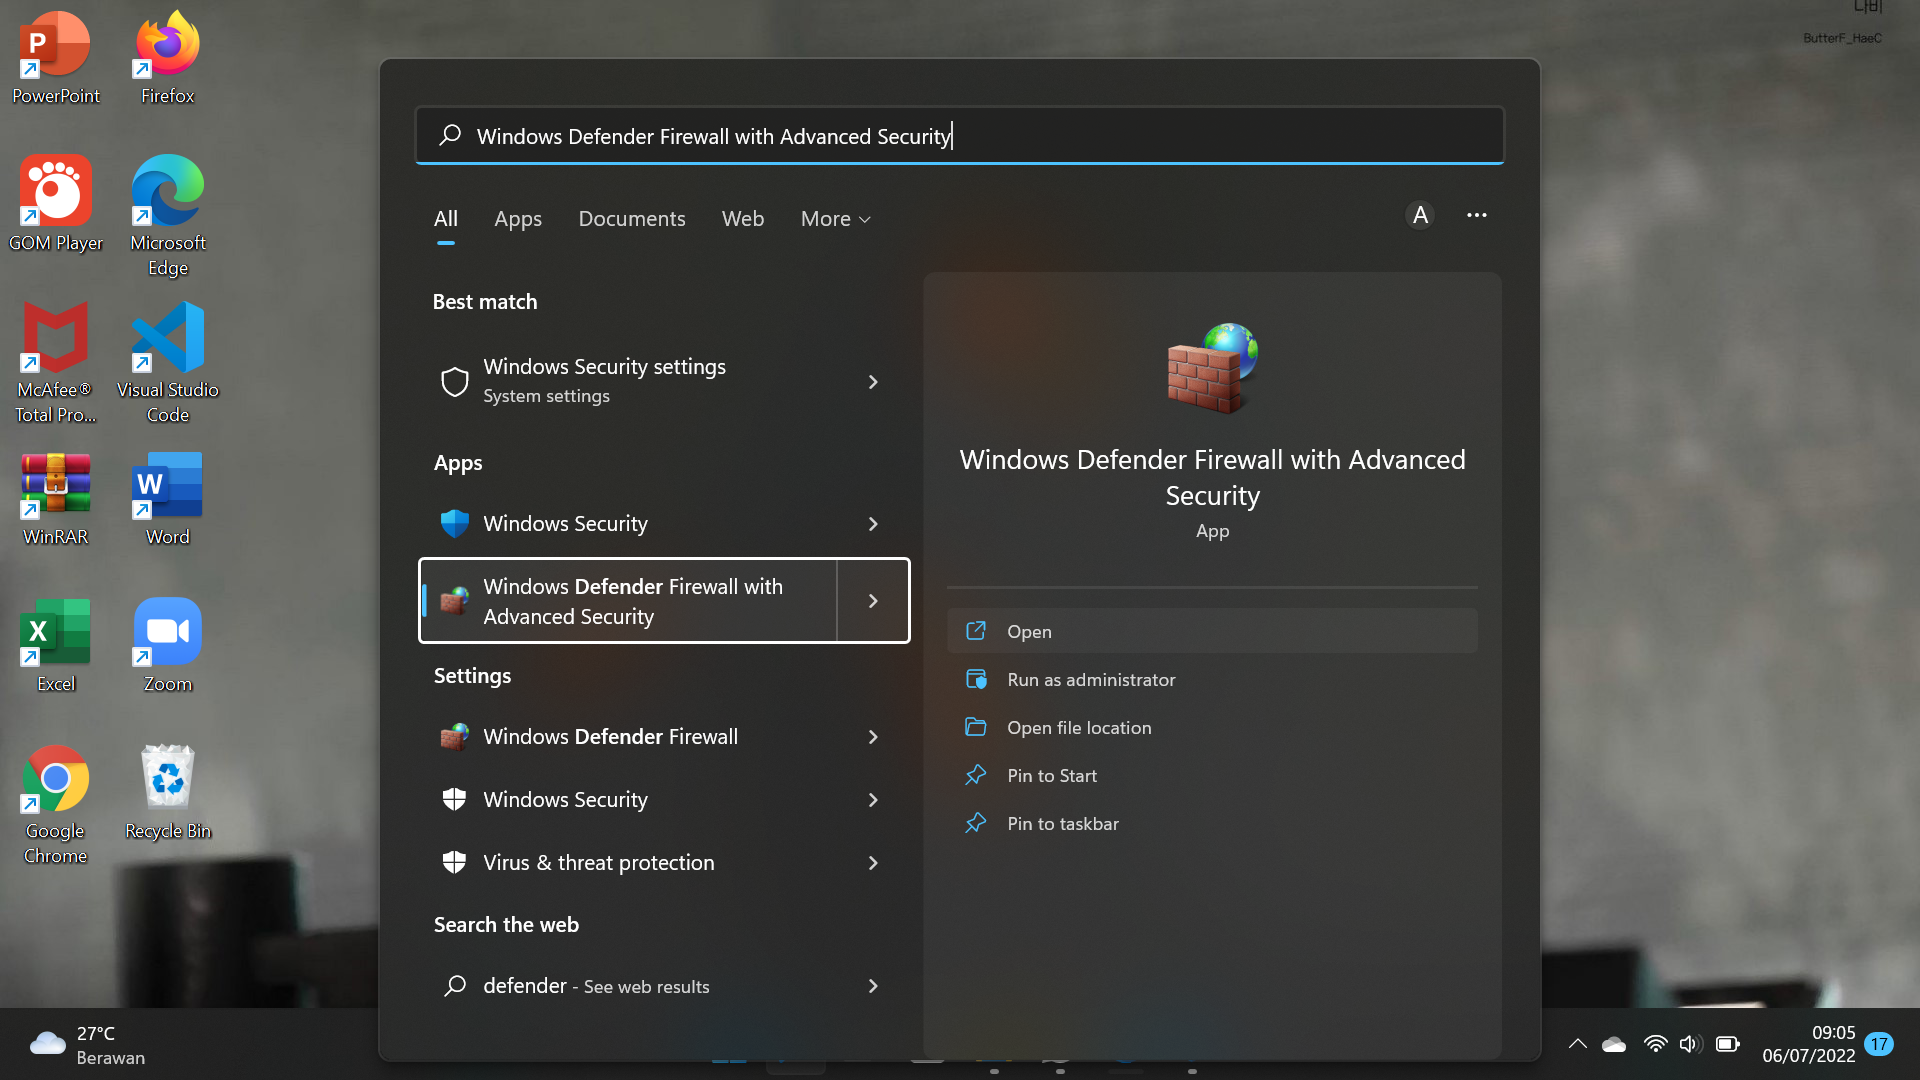 나비
ButterF_HaeC
PowerPoint
Firefox
GOM Player
Microsoft
Edge
McAfee®
Total Pro...
Visual Studio
Code
WinRAR
Word
Excel
Zoom
Google
Chrome
Recycle Bin
Windows Defender Firewall with Advanced Security
All
Apps
Documents
Web
More
A
Best match
Windows Security settings
System settings
Apps
Windows Security
Windows Defender Firewall with
Advanced Security
Settings
Windows Defender Firewall
Windows Security
Virus & threat protection
Search the web
defender - See web results
Windows Defender Firewall with Advanced
Security
App
Open
Run as administrator
Open file location
Pin to Start
Pin to taskbar
27°C
Berawan
09:05
06/07/2022
17